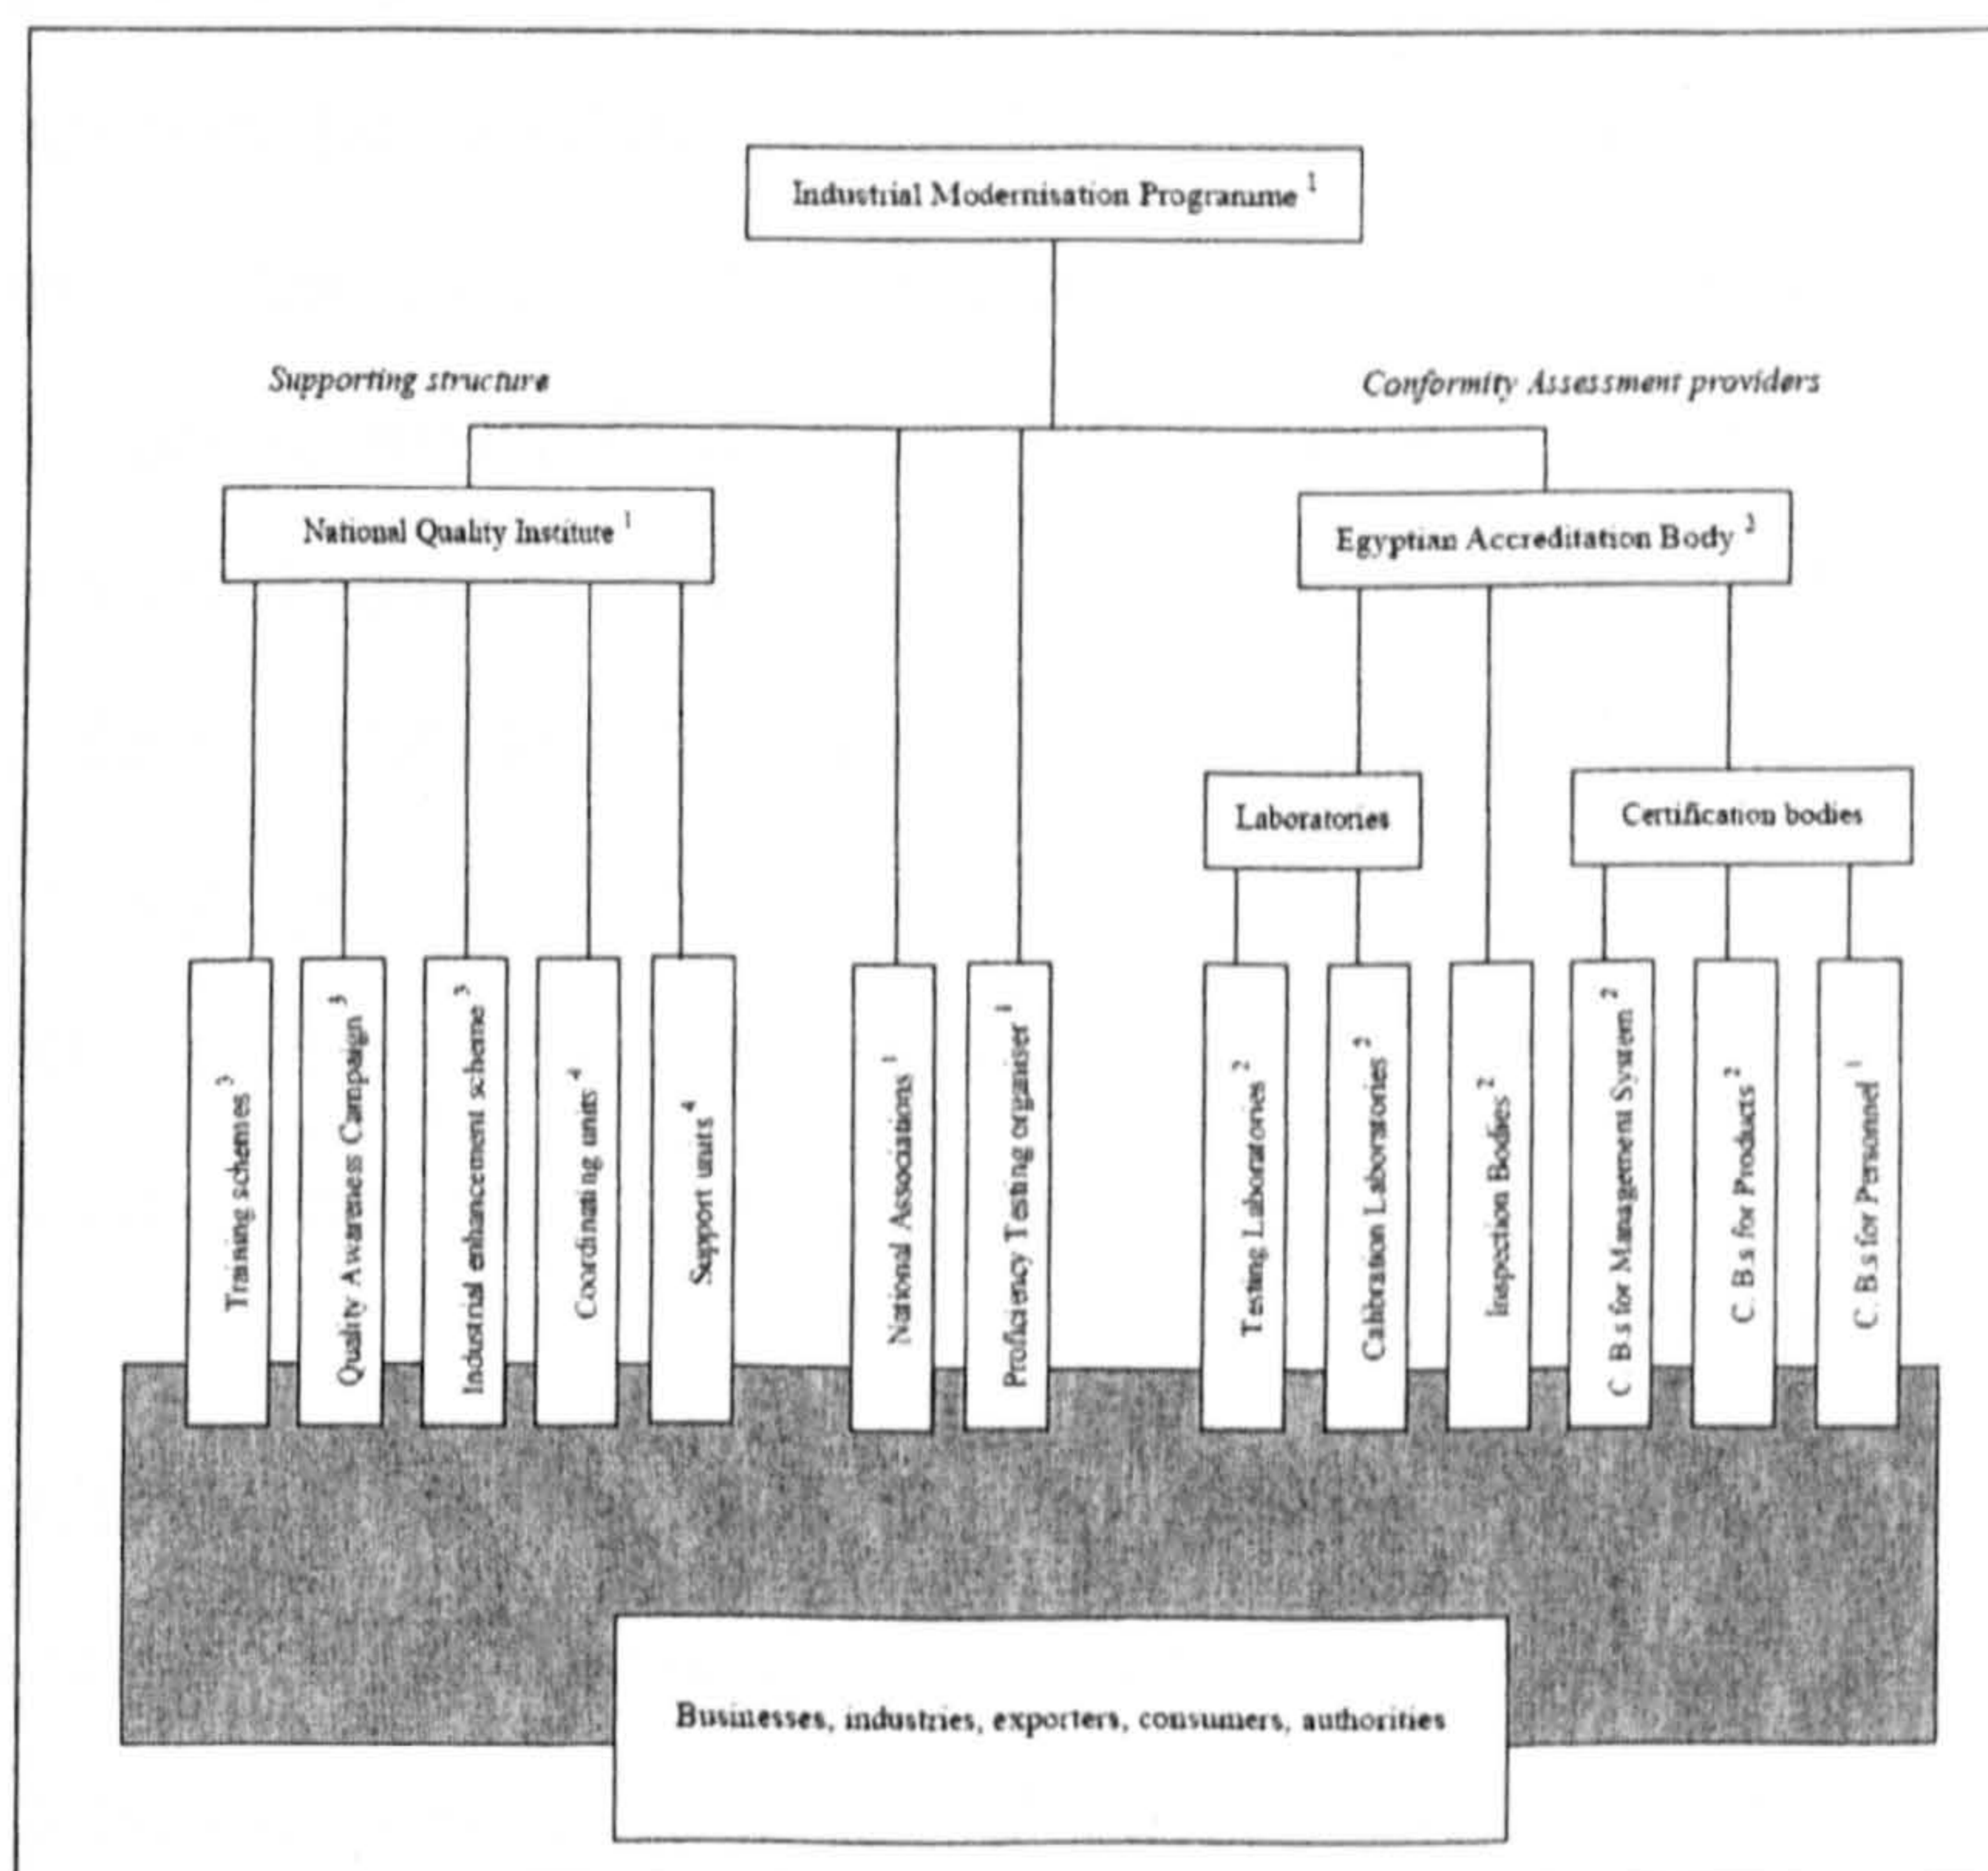 Industrial Modernisation Programme 1
Supporting structure
Conformity Assessment providers
National Quality Institute 1
Egyptian Accreditation Body
Laboratories
Certification bodies
Training schemes 3
Quality Awareness Campaign 3
Industrial enhancement scheme 3
Coordinating units 4
Support units 4
National Associations 1
Proficiency Testing organiser 1
Testing Laboratories 2
Calibration Laboratories 2
Inspection Bodies 2
C B s for Management System 2
C. B s for Products 2
C. B s for Personnel 1
Businesses, industries, exporters, consumers, authorities